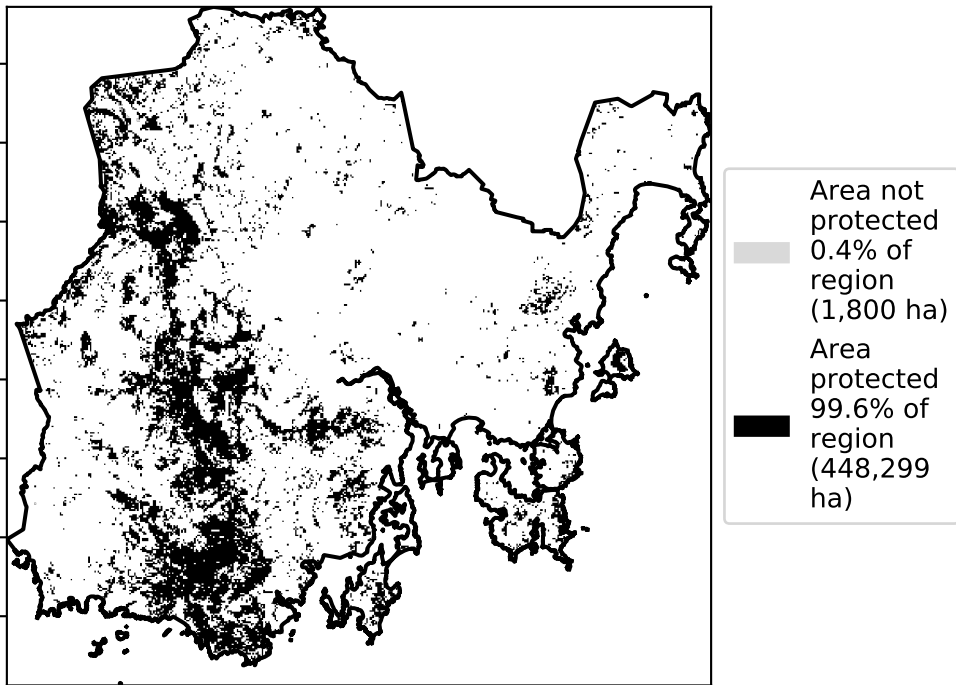 Area not
protected
0.4% of
region
(1,800 ha)
Area
protected
99.6% of
region
(448,299
ha)